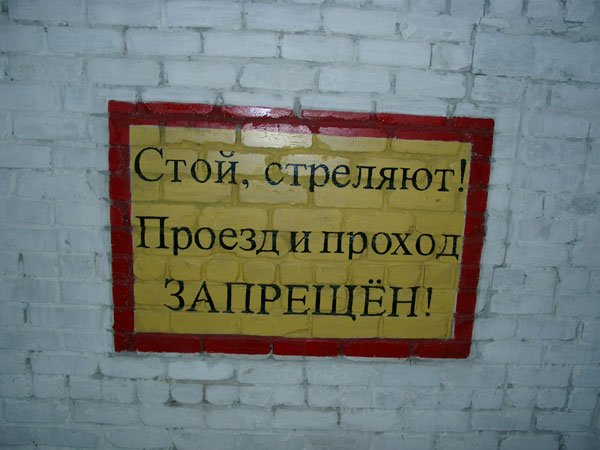 Стой, стреляют!
Проезд и проход
ЗАПРЕЩЁН!